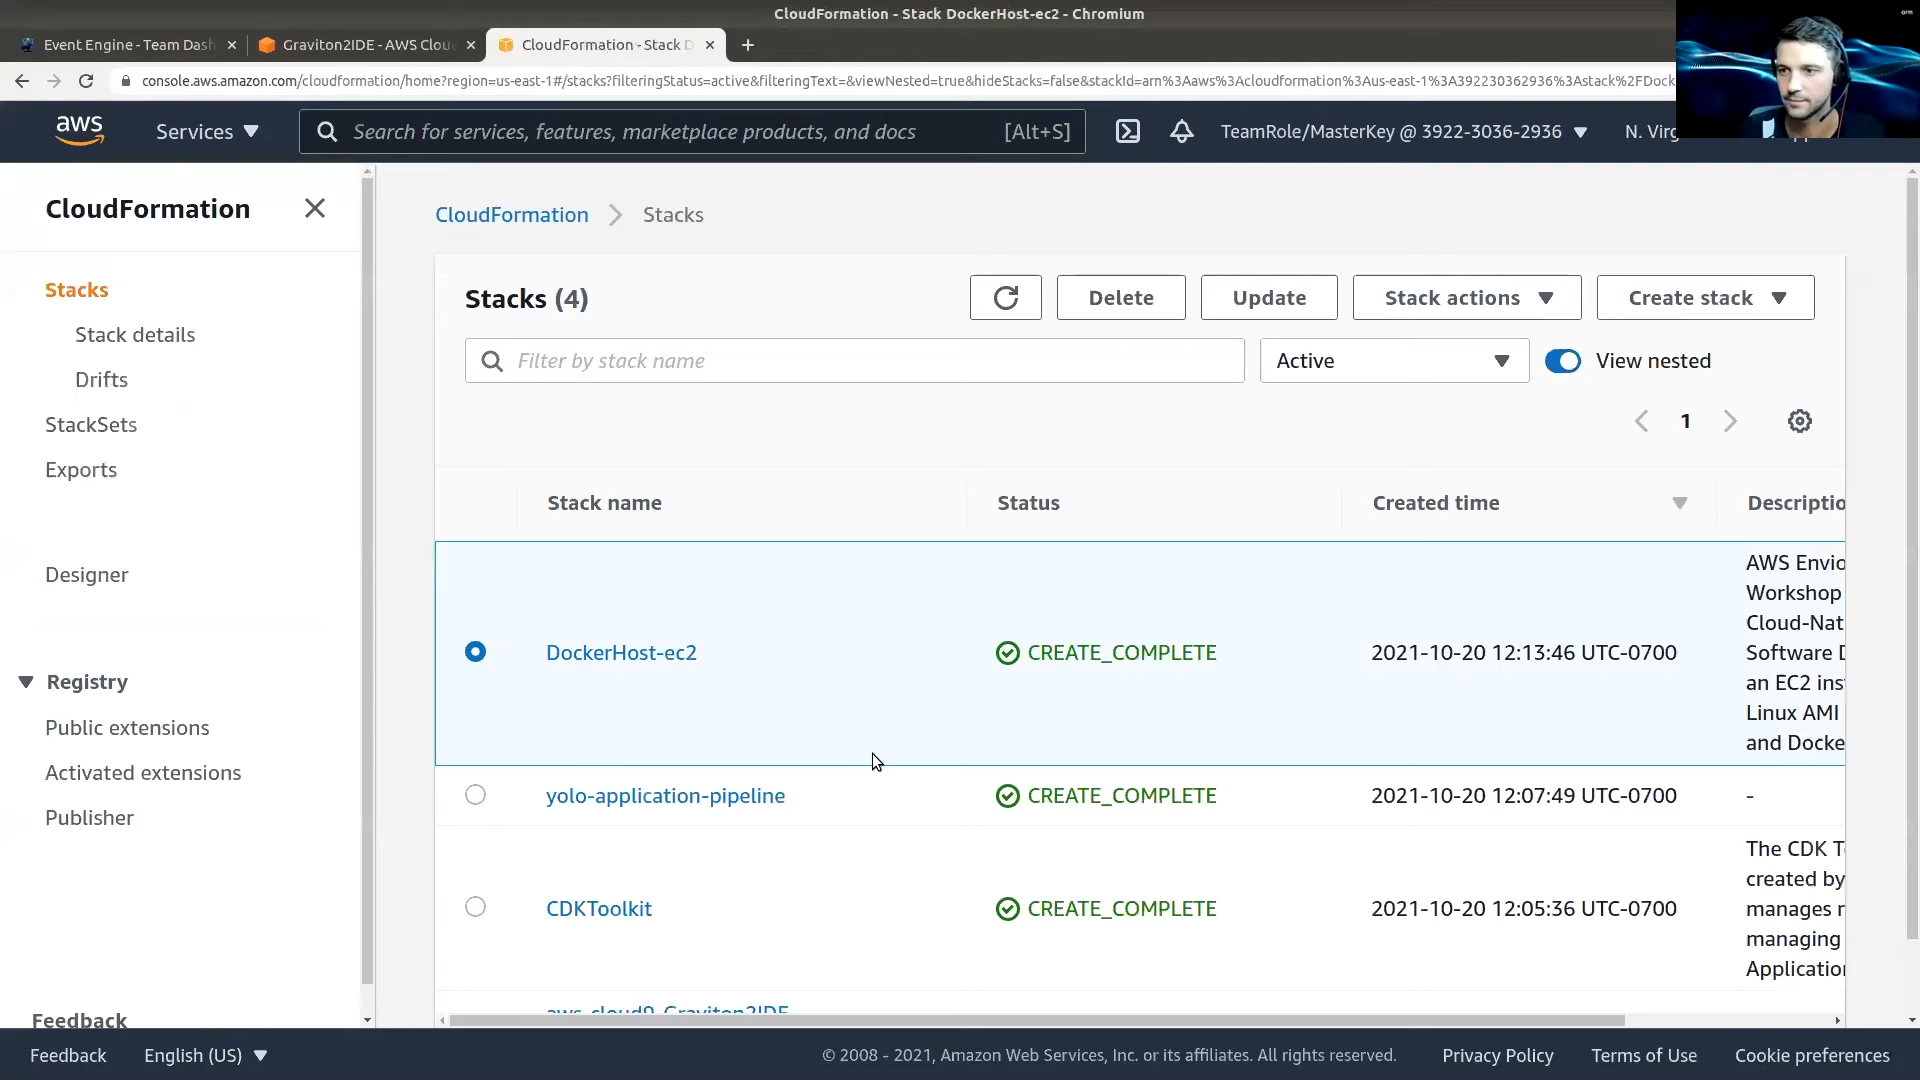 CloudFormation - Stack DockerHost-ec2 - Chromium
Event Engine - Team Dash
Graviton2IDE - AWS Clou
CloudFormation - Stack D
console.aws.amazon.com/cloudformation/home?region=us-east-1#/stacks?filteringStatus=active&filteringText=&viewNested=true&hideStacks=false&stackId=arn%3Aaws%3Acloudformation%3Aus-east-1%3A392230362936%3Astack%2FDock
aws
Services
Search for services, features, marketplace products, and docs
[Alt+S]
TeamRole/MasterKey @ 3922-3036-2936
N. Virg
arm
CloudFormation
Stacks
Stack details
Drifts
StackSets
Exports
Designer
Registry
Public extensions
Activated extensions
Publisher
Feedback
CloudFormation
Stacks
Stacks (4)
Delete
Update
Stack actions
Create stack
Filter by stack name
Active
View nested
1
Stack name
Status
Created time
Descriptio
DockerHost-ec2
CREATE_COMPLETE
2021-10-20 12:13:46 UTC-0700
AWS Envio
Workshop
Cloud-Nat
Software D
an EC2 ins
Linux AMI
and Docke
yolo-application-pipeline
CREATE_COMPLETE
2021-10-20 12:07:49 UTC-0700
-
CDKToolkit
CREATE_COMPLETE
2021-10-20 12:05:36 UTC-0700
The CDK T
created by
manages r
managing
Application
aws-cloud9-Graviton2IDE
Feedback
English (US)
© 2008 - 2021, Amazon Web Services, Inc. or its affiliates. All rights reserved.
Privacy Policy
Terms of Use
Cookie preferences